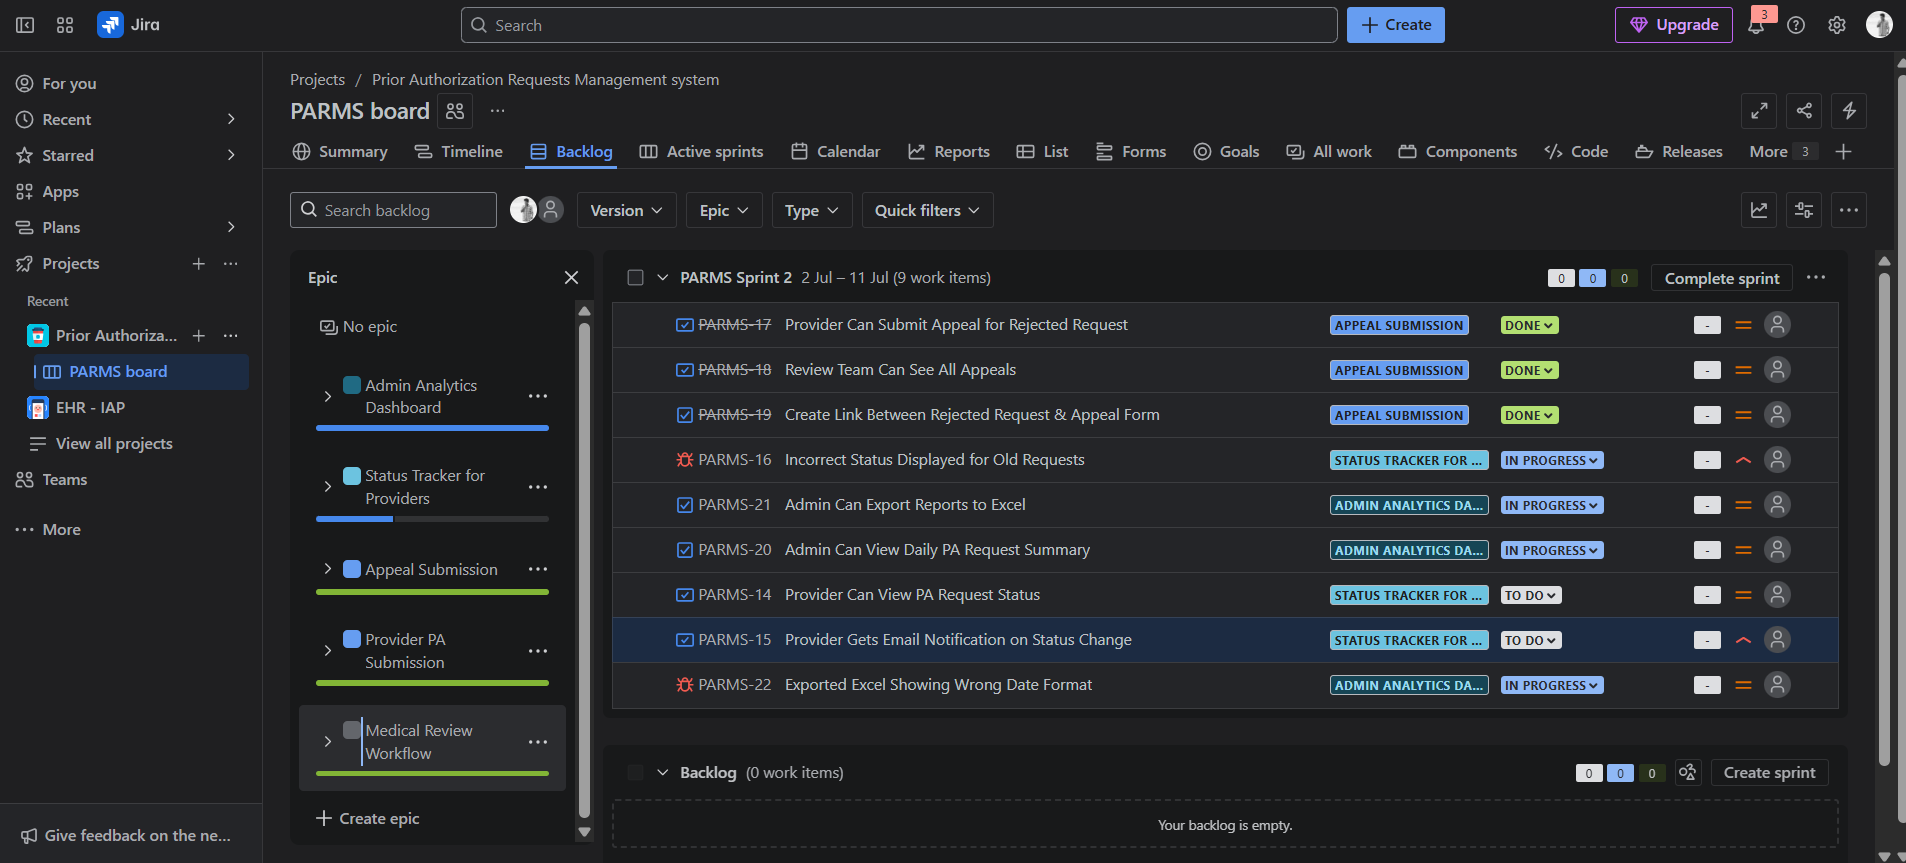 Jira
Search
Create
Upgrade
3
For you
Recent
Starred
Apps
Plans
Projects
Recent
Prior Authoriza...
PARMS board
EHR - IAP
View all projects
Teams
More
Give feedback on the ne...
Projects / Prior Authorization Requests Management system
PARMS board
Summary
Timeline
Backlog
Active sprints
Calendar
Reports
List
Forms
Goals
All work
Components
Code
Releases
More 3
Search backlog
Version
Epic
Type
Quick filters
Epic
No epic
Admin Analytics
Dashboard
Status Tracker for
Providers
Appeal Submission
Provider PA
Submission
Medical Review
Workflow
Create epic
PARMS Sprint 2 2 Jul – 11 Jul (9 work items) 0 0 0 Complete sprint
PARMS-17 Provider Can Submit Appeal for Rejected Request APPEAL SUBMISSION DONE -
PARMS-18 Review Team Can See All Appeals APPEAL SUBMISSION DONE -
PARMS-19 Create Link Between Rejected Request & Appeal Form APPEAL SUBMISSION DONE -
PARMS-16 Incorrect Status Displayed for Old Requests STATUS TRACKER FOR ... IN PROGRESS -
PARMS-21 Admin Can Export Reports to Excel ADMIN ANALYTICS DA... IN PROGRESS -
PARMS-20 Admin Can View Daily PA Request Summary ADMIN ANALYTICS DA... IN PROGRESS -
PARMS-14 Provider Can View PA Request Status STATUS TRACKER FOR ... TO DO -
PARMS-15 Provider Gets Email Notification on Status Change STATUS TRACKER FOR ... TO DO -
PARMS-22 Exported Excel Showing Wrong Date Format ADMIN ANALYTICS DA... IN PROGRESS -
Backlog (0 work items) 0 0 0 Create sprint
Your backlog is empty.